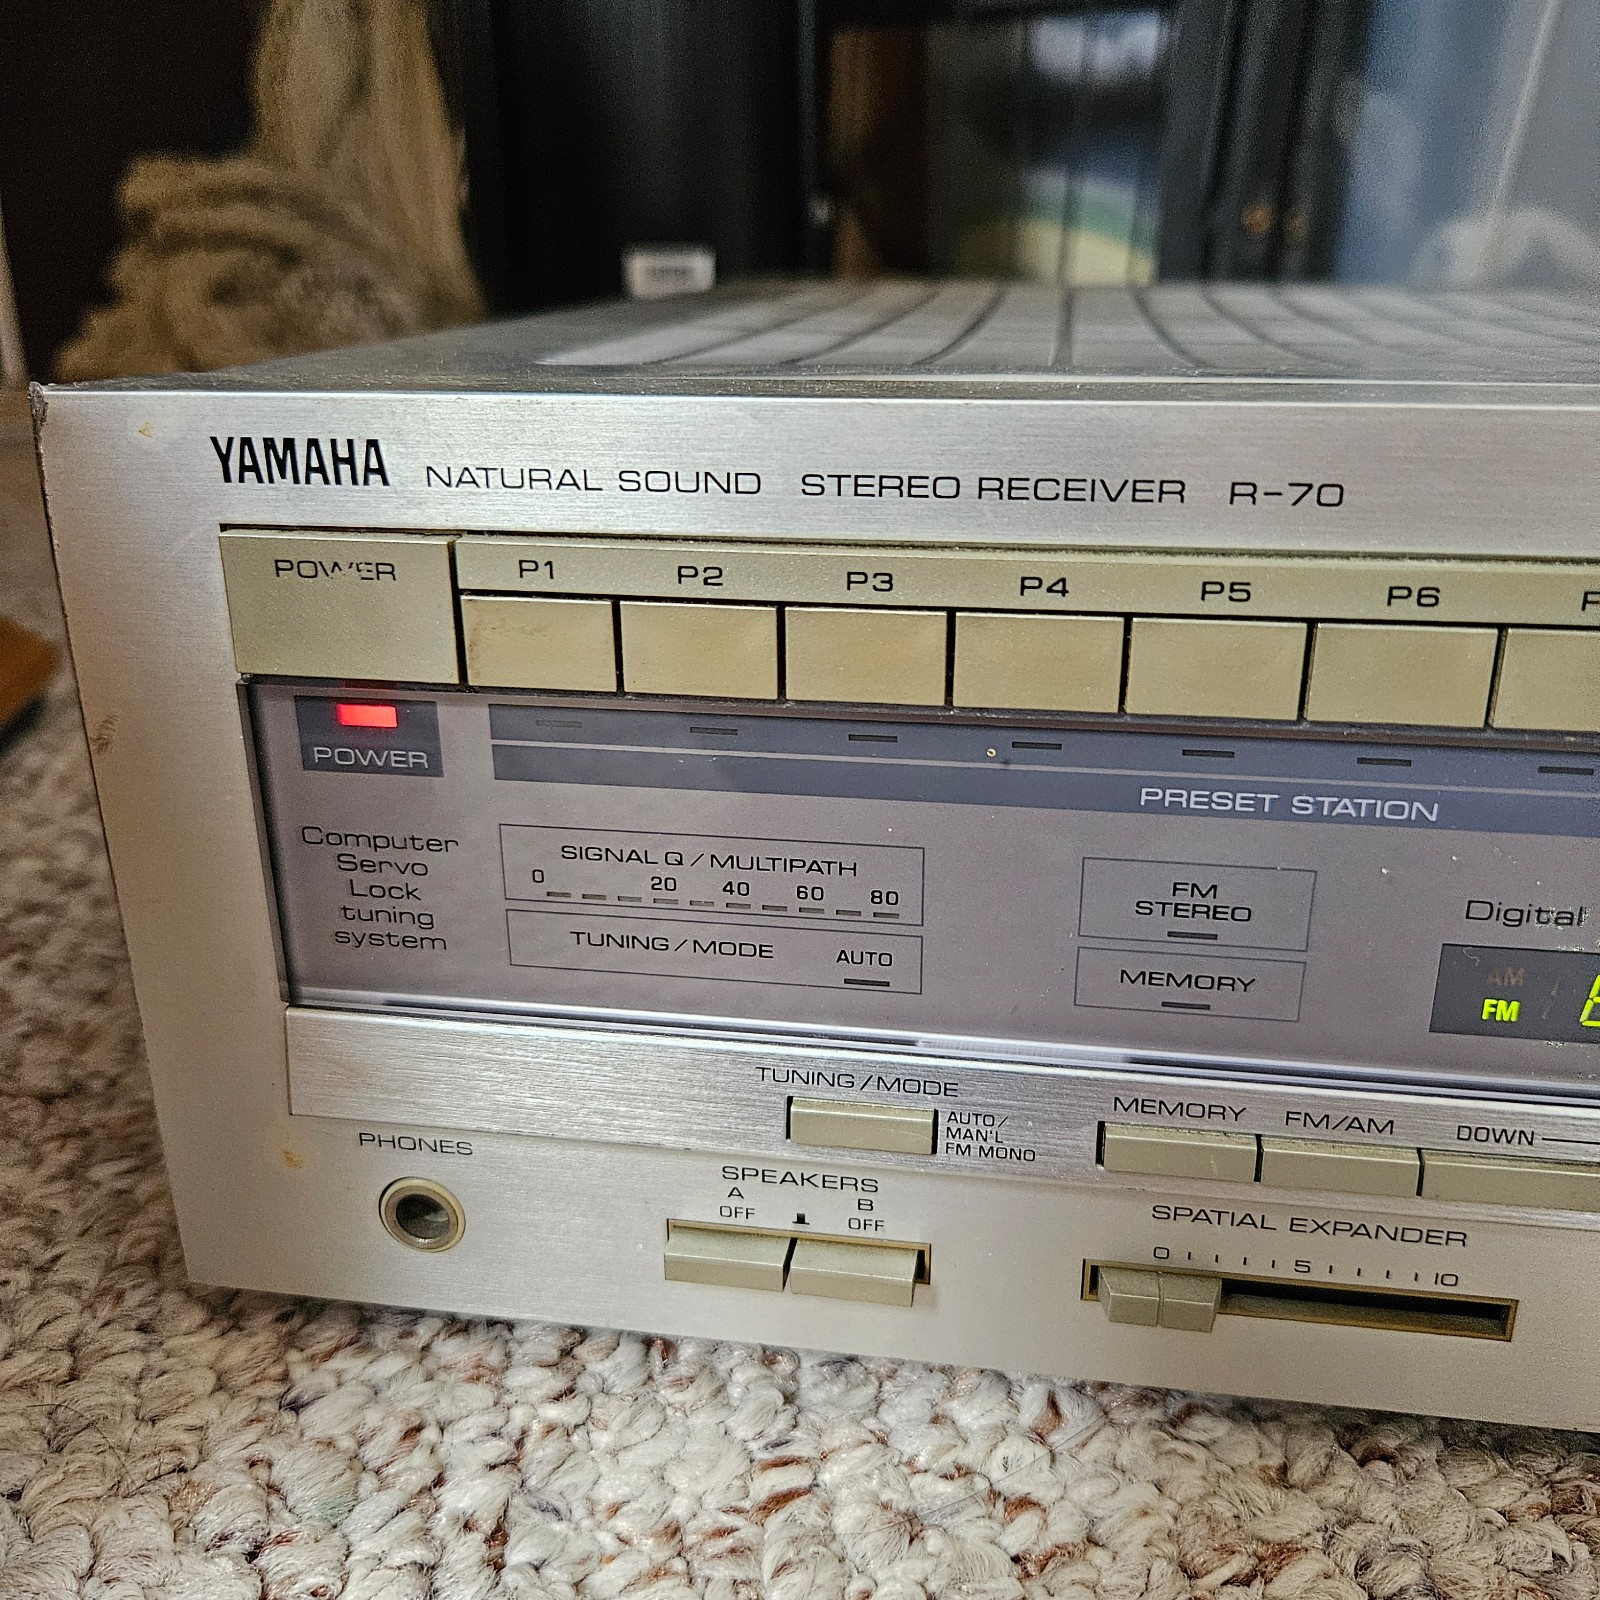 YAMAHA NATURAL SOUND STEREO RECEIVER R-70
POWER P1 P2 P3 P4 P5 P6
POWER
PRESET STATION
Computer
Servo
Lock
tuning
system
SIGNAL Q / MULTIPATH
0 20 40 60 80
TUNING / MODE AUTO
FM
STEREO
MEMORY
Digital
AM
FM
TUNING / MODE
AUTO/
MAN'L
FM MONO
MEMORY FM/AM DOWN
PHONES
SPEAKERS
A B
OFF OFF
SPATIAL EXPANDER
0 5 10